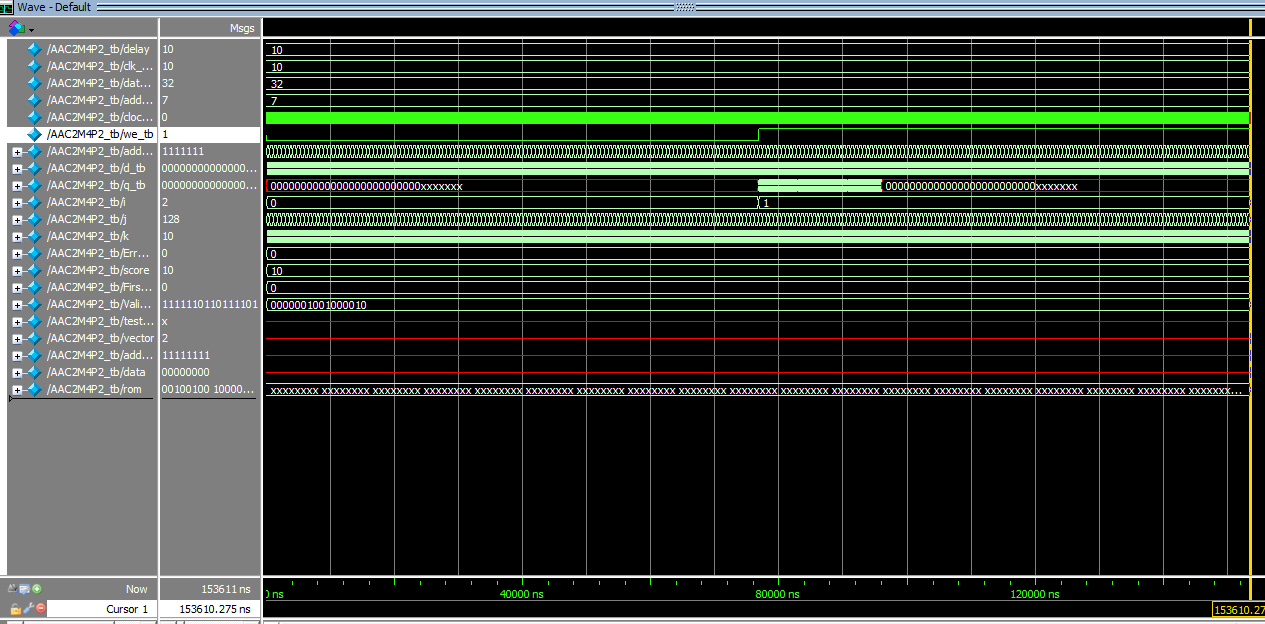 Wave - Default
Msgs
/AAC2M4P2_tb/delay 10 10
/AAC2M4P2_tb/clk_... 10 10
/AAC2M4P2_tb/dat... 32 32
/AAC2M4P2_tb/add... 7 7
/AAC2M4P2_tb/cloc... 0
/AAC2M4P2_tb/we_tb 1
/AAC2M4P2_tb/add... 1111111
/AAC2M4P2_tb/d_tb 00000000000000...
/AAC2M4P2_tb/q_tb 00000000000000... 0000000000000000000000000xxxxxxx 0000000000000000000000000xxxxxxx
/AAC2M4P2_tb/i 2 0 1
/AAC2M4P2_tb/j 128
/AAC2M4P2_tb/k 10
/AAC2M4P2_tb/Err... 0 0
/AAC2M4P2_tb/score 10 10
/AAC2M4P2_tb/Firs... 0 0
/AAC2M4P2_tb/Vali... 1111110110111101 0000001001000010
/AAC2M4P2_tb/test... x
/AAC2M4P2_tb/vector 2
/AAC2M4P2_tb/add... 11111111
/AAC2M4P2_tb/data 00000000
/AAC2M4P2_tb/rom 00100100 10000... xxxxxxxx xxxxxxxx xxxxxxxx xxxxxxxx xxxxxxxx xxxxxxxx xxxxxxxx xxxxxxxx xxxxxxxx xxxxxxxx xxxxxxxx xxxxxxxx xxxxxxxx xxxxxxxx xxxxxxxx xxxxxxxx xxxxxxxx xxxxxxxx xxxxxxx...
Now 153611 ns 0 ns 40000 ns 80000 ns 120000 ns
Cursor 1 153610.275 ns 153610.27